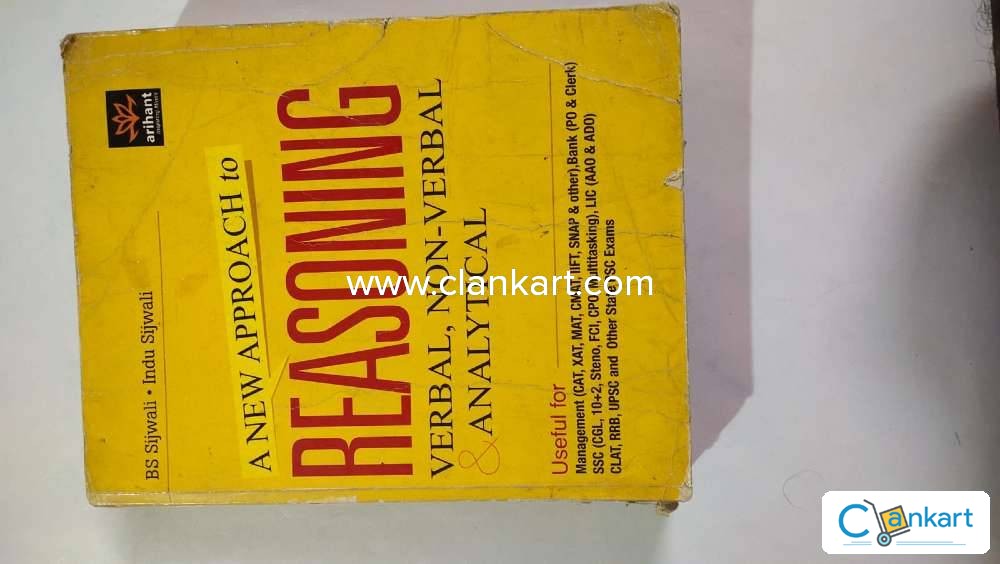 arihant
BS Sijwali • Indu Sijwali
A NEW APPROACH to
REASONING
VERBAL, NON-VERBAL
& ANALYTICAL
Useful for
Management (CAT, XAT, MAT, CMAT, IIFT, SNAP & other),Bank (PO & Clerk)
SSC (CGL, 10+2, Steno, FCI, CPO, Multitasking), LIC (AAO & ADO)
CLAT, RRB, UPSC and Other State PSC Exams
www.clankart.com
Clankart